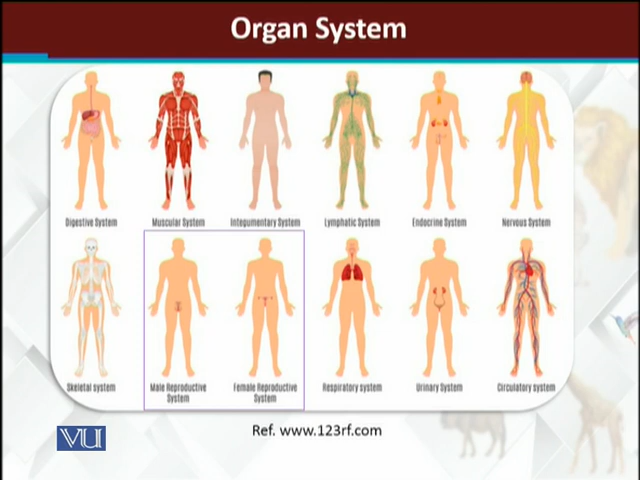 Organ System
Digestive System
Muscular System
Integumentary System
Lymphatic System
Endocrine System
Nervous System
Skeletal system
Male Reproductive
System
Female Reproductive
System
Respiratory system
Urinary System
Circulatory system
Ref. www.123rf.com
VU